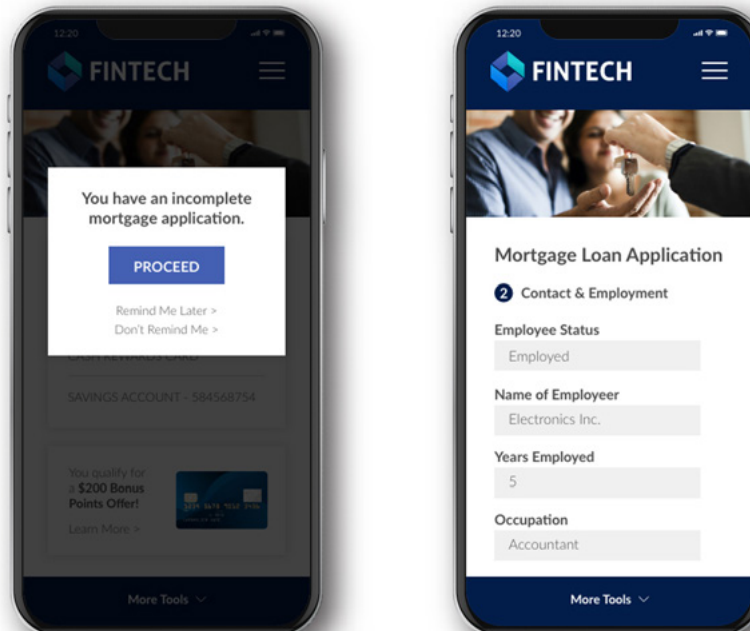 12:20
FINTECH
You have an incomplete
mortgage application.
PROCEED
Remind Me Later >
Don't Remind Me >
CASH REWARDS CARD
SAVINGS ACCOUNT - 584568754
You qualify for
a $200 Bonus
Points Offer!
Learn More >
More Tools
12:20
FINTECH
Mortgage Loan Application
2 Contact & Employment
Employee Status
Employed
Name of Employeer
Electronics Inc.
Years Employed
5
Occupation
Accountant
More Tools